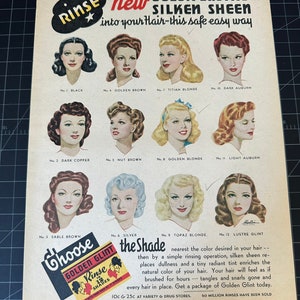 RINSE
new
SILKEN SHEEN
into your Hair-this safe easy way
No. 1 BLACK
No. 4 GOLDEN BROWN
No. 7 TITIAN BLONDE
No. 10 DARK AUBURN
No. 2 DARK COPPER
No. 5 NUT BROWN
No. 8 GOLDEN BLONDE
No. 11 LIGHT AUBURN
No. 3 SABLE BROWN
No. 6 SILVER
No. 9 TOPAZ BLONDE
No. 12 LUSTRE GLINT
Choose
the Shade
GOLDEN GLINT
Rinse
nearest the color desired in your hair—
then by a simple rinsing operation, silken sheen re-
places dullness and a tiny radiant tint enriches the
natural color of your hair. Your hair will feel as if
brushed for hours — tangles and snarls gone and
every hair in place. Get a package of Golden Glint today.
10¢ & 25¢ AT VARIETY & DRUG STORES.
50 MILLION RINSES HAVE BEEN SOLD